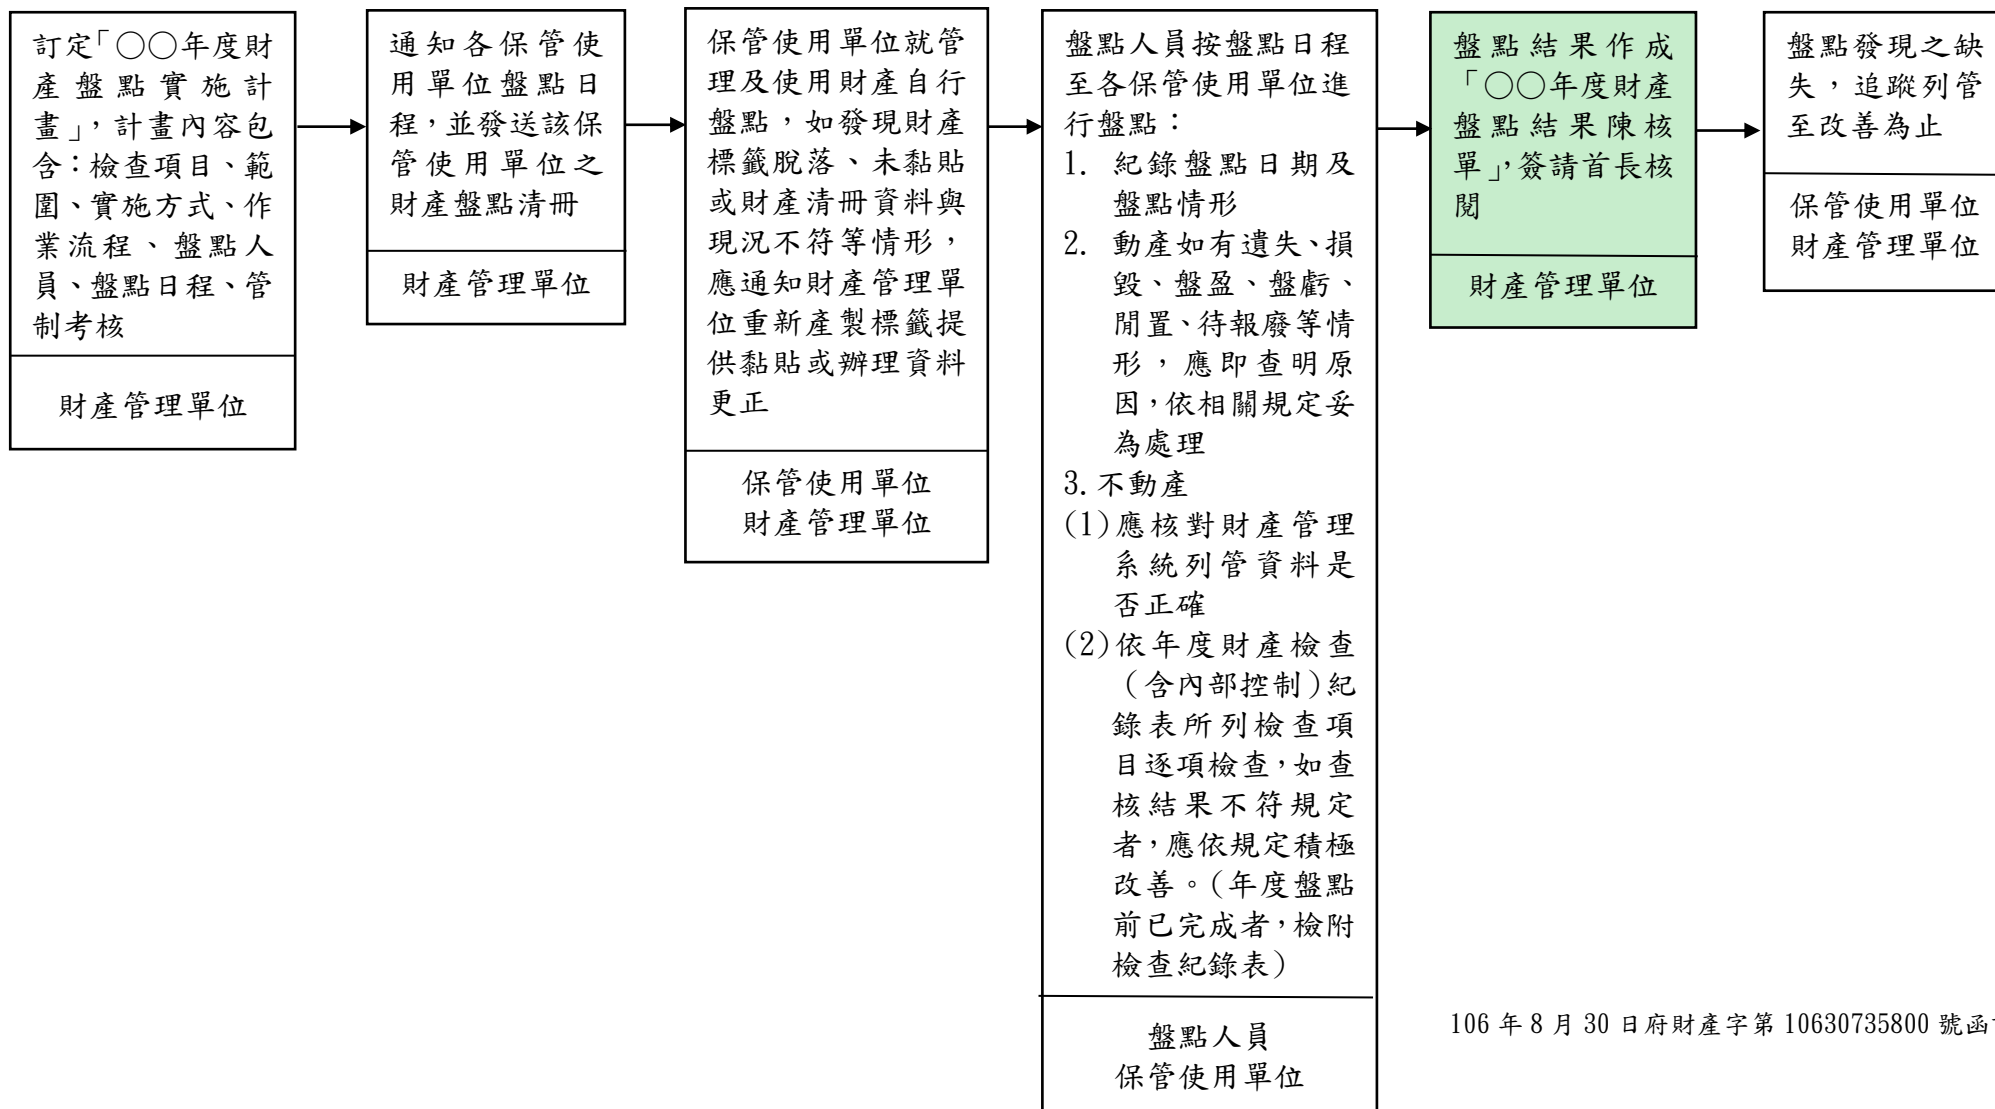 訂定「○○年度財
產盤點實施計
畫」，計畫內容包
含：檢查項目、範
圍、實施方式、作
業流程、盤點人
員、盤點日程、管
制考核
財產管理單位
通知各保管使
用單位盤點日
程，並發送該保
管使用單位之
財產盤點清冊
財產管理單位
保管使用單位就管
理及使用財產自行
盤點，如發現財產
標籤脫落、未黏貼
或財產清冊資料與
現況不符等情形，
應通知財產管理單
位重新產製標籤提
供黏貼或辦理資料
更正
保管使用單位
財產管理單位
盤點人員按盤點日程
至各保管使用單位進
行盤點：
1. 紀錄盤點日期及
盤點情形
2. 動產如有遺失、損
毀、盤盈、盤虧、
閒置、待報廢等情
形，應即查明原
因，依相關規定妥
為處理
3.不動產
(1)應核對財產管理
系統列管資料是
否正確
(2)依年度財產檢查
（含內部控制）紀
錄表所列檢查項
目逐項檢查，如查
核結果不符規定
者，應依規定積極
改善。（年度盤點
前已完成者，檢附
檢查紀錄表）
盤點人員
保管使用單位
盤點結果作成
「○○年度財產
盤點結果陳核
單」，簽請首長核
閱
財產管理單位
盤點發現之缺
失，追蹤列管
至改善為止
保管使用單位
財產管理單位
106 年 8 月 30 日府財產字第 10630735800 號函